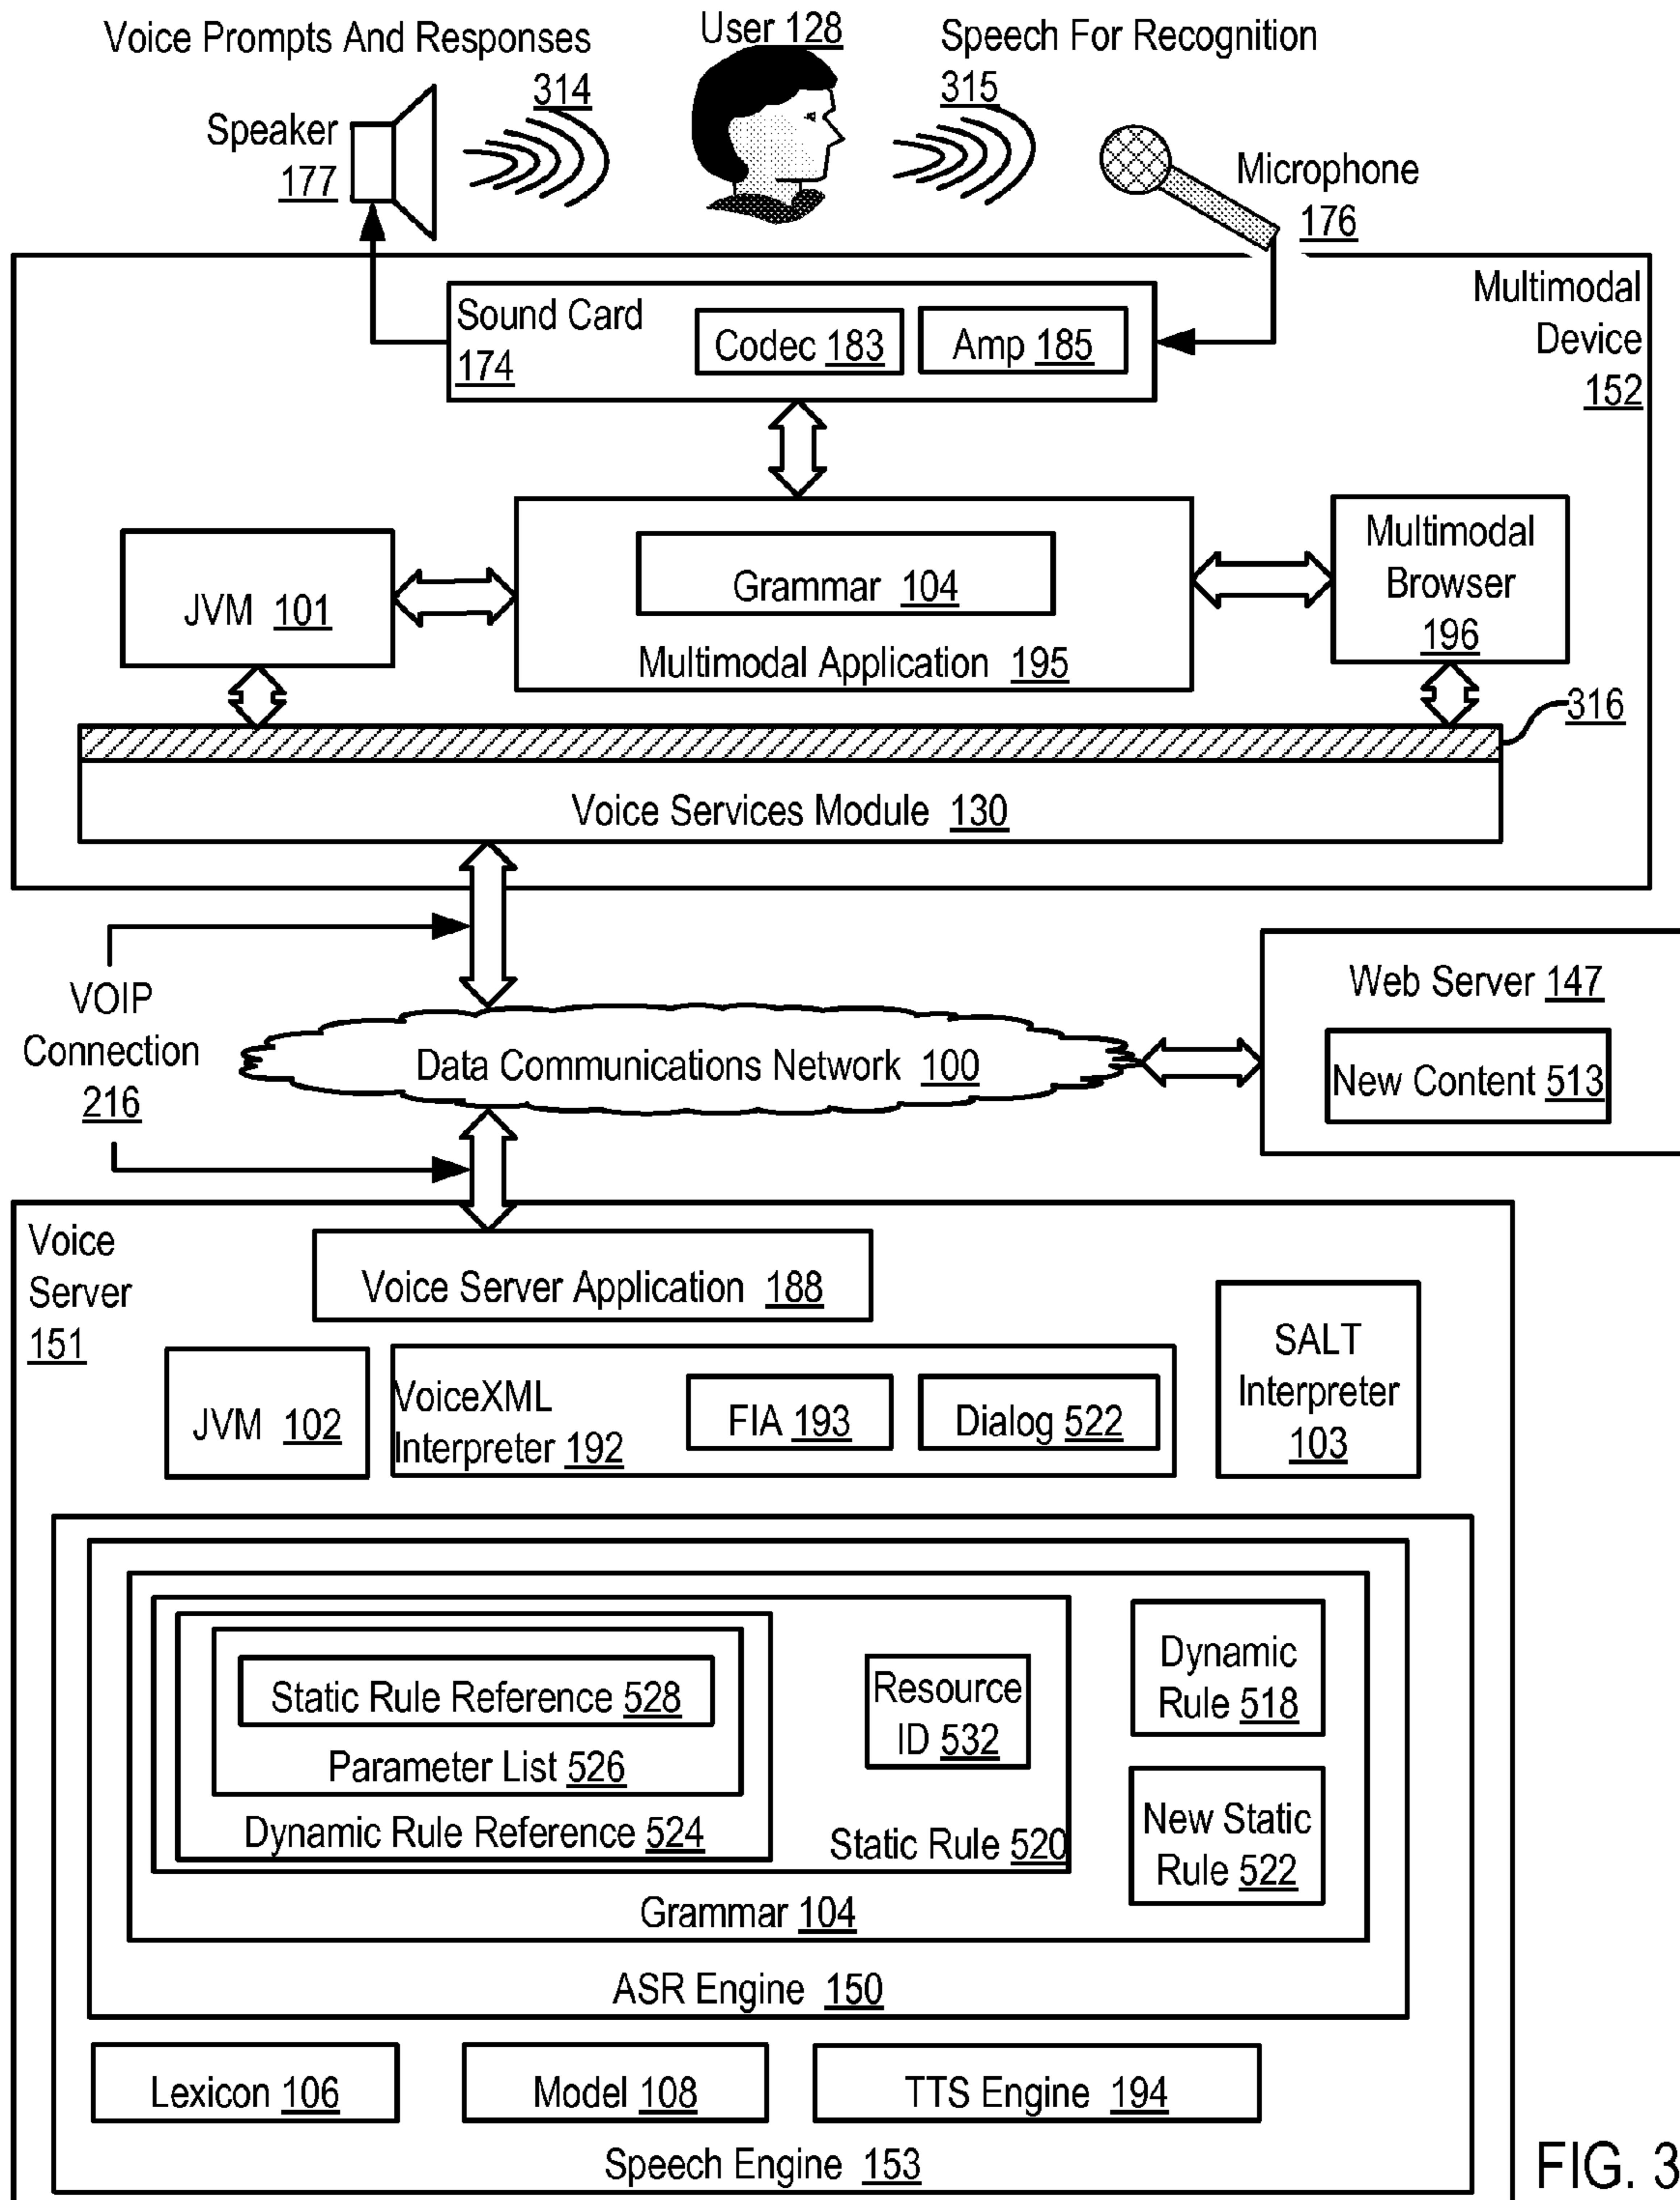 Voice Prompts And Responses
314
User 128
Speech For Recognition
315
Speaker
177
Microphone
176
Multimodal
Device
152
Sound Card
174
Codec 183
Amp 185
JVM 101
Grammar 104
Multimodal Application 195
Multimodal
Browser
196
316
Voice Services Module 130
VOIP
Connection
216
Data Communications Network 100
Web Server 147
New Content 513
Voice
Server
151
Voice Server Application 188
JVM 102
VoiceXML
Interpreter 192
FIA 193
Dialog 522
SALT
Interpreter
103
Static Rule Reference 528
Parameter List 526
Dynamic Rule Reference 524
Resource
ID 532
Static Rule 520
Dynamic
Rule 518
New Static
Rule 522
Grammar 104
ASR Engine 150
Lexicon 106
Model 108
TTS Engine 194
Speech Engine 153
FIG. 3